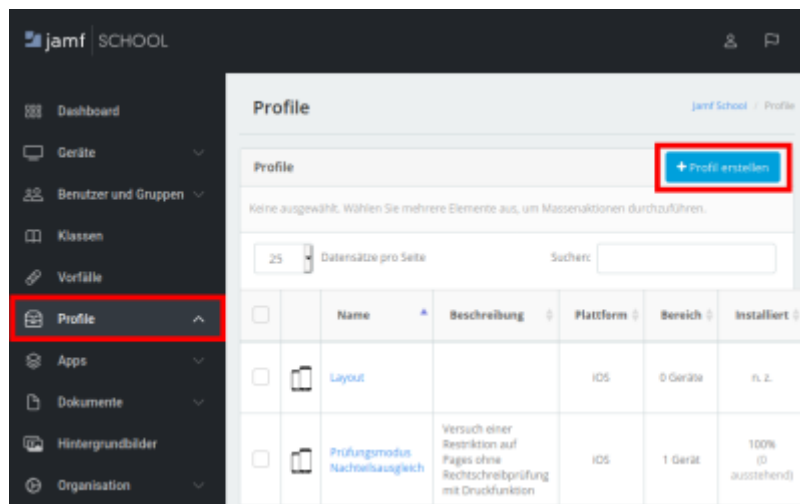 jamf SCHOOL
Dashboard
Geräte
Benutzer und Gruppen
Klassen
Vorfälle
Profile
Apps
Dokumente
Hintergrundbilder
Organisation
Profile
Jamf School / Profile
Profile
+ Profil erstellen
Keine ausgewählt. Wählen Sie mehrere Elemente aus, um Massenaktionen durchzuführen.
25 Datensätze pro Seite Suchen:
Name Beschreibung Plattform Bereich Installiert
Layout iOS 0 Geräte n. z.
Versuch einer
Restriktion auf
Pages ohne
Rechtschreibprüfung
mit Druckfunktion
Prüfungsmodus
Nachteilsausgleich
iOS 1 Gerät
100%
(0
ausstehend)